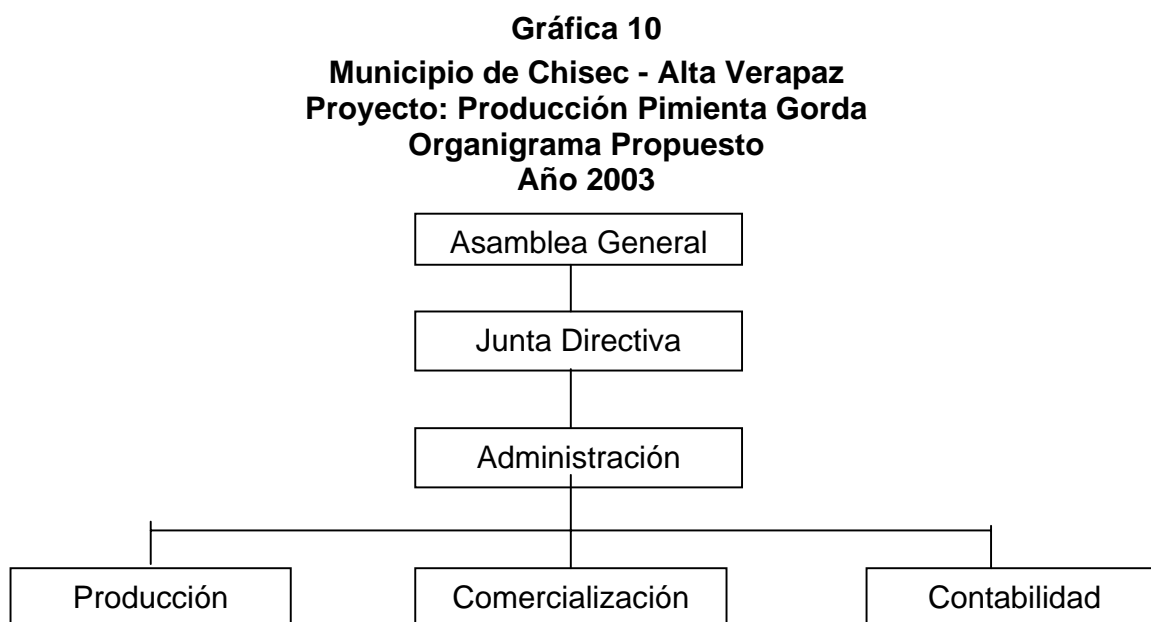 Gráfica 10
Municipio de Chisec - Alta Verapaz
Proyecto: Producción Pimienta Gorda
Organigrama Propuesto
Año 2003
Asamblea General
Junta Directiva
Administración
Producción
Comercialización
Contabilidad